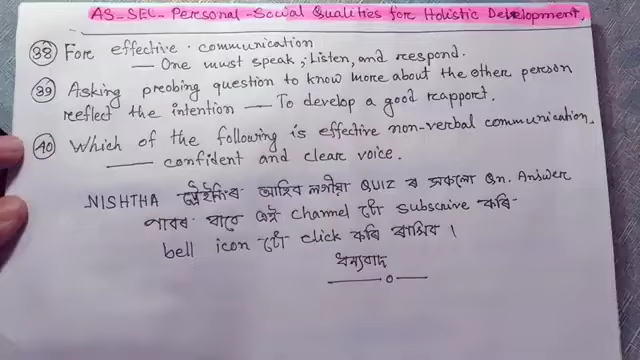 AS-SEC-Personal-Social Qualities for Holistic Development.
38 For effective communication
— One must speak, Listen, and respond.
39 Asking probing question to know more about the other person
reflect the intention — To develop a good rapport.
40 Which of the following is effective non-verbal communication.
— confident and clear voice.
NISHTHA ট্ৰেইনিংৰ আহিব লগীয়া QUIZ ৰ সকলো Qn. Answer
পাবৰ বাবে এই channel টো subscrive কৰি
bell icon টো click কৰি ৰাখিব ।
ধন্যবাদ